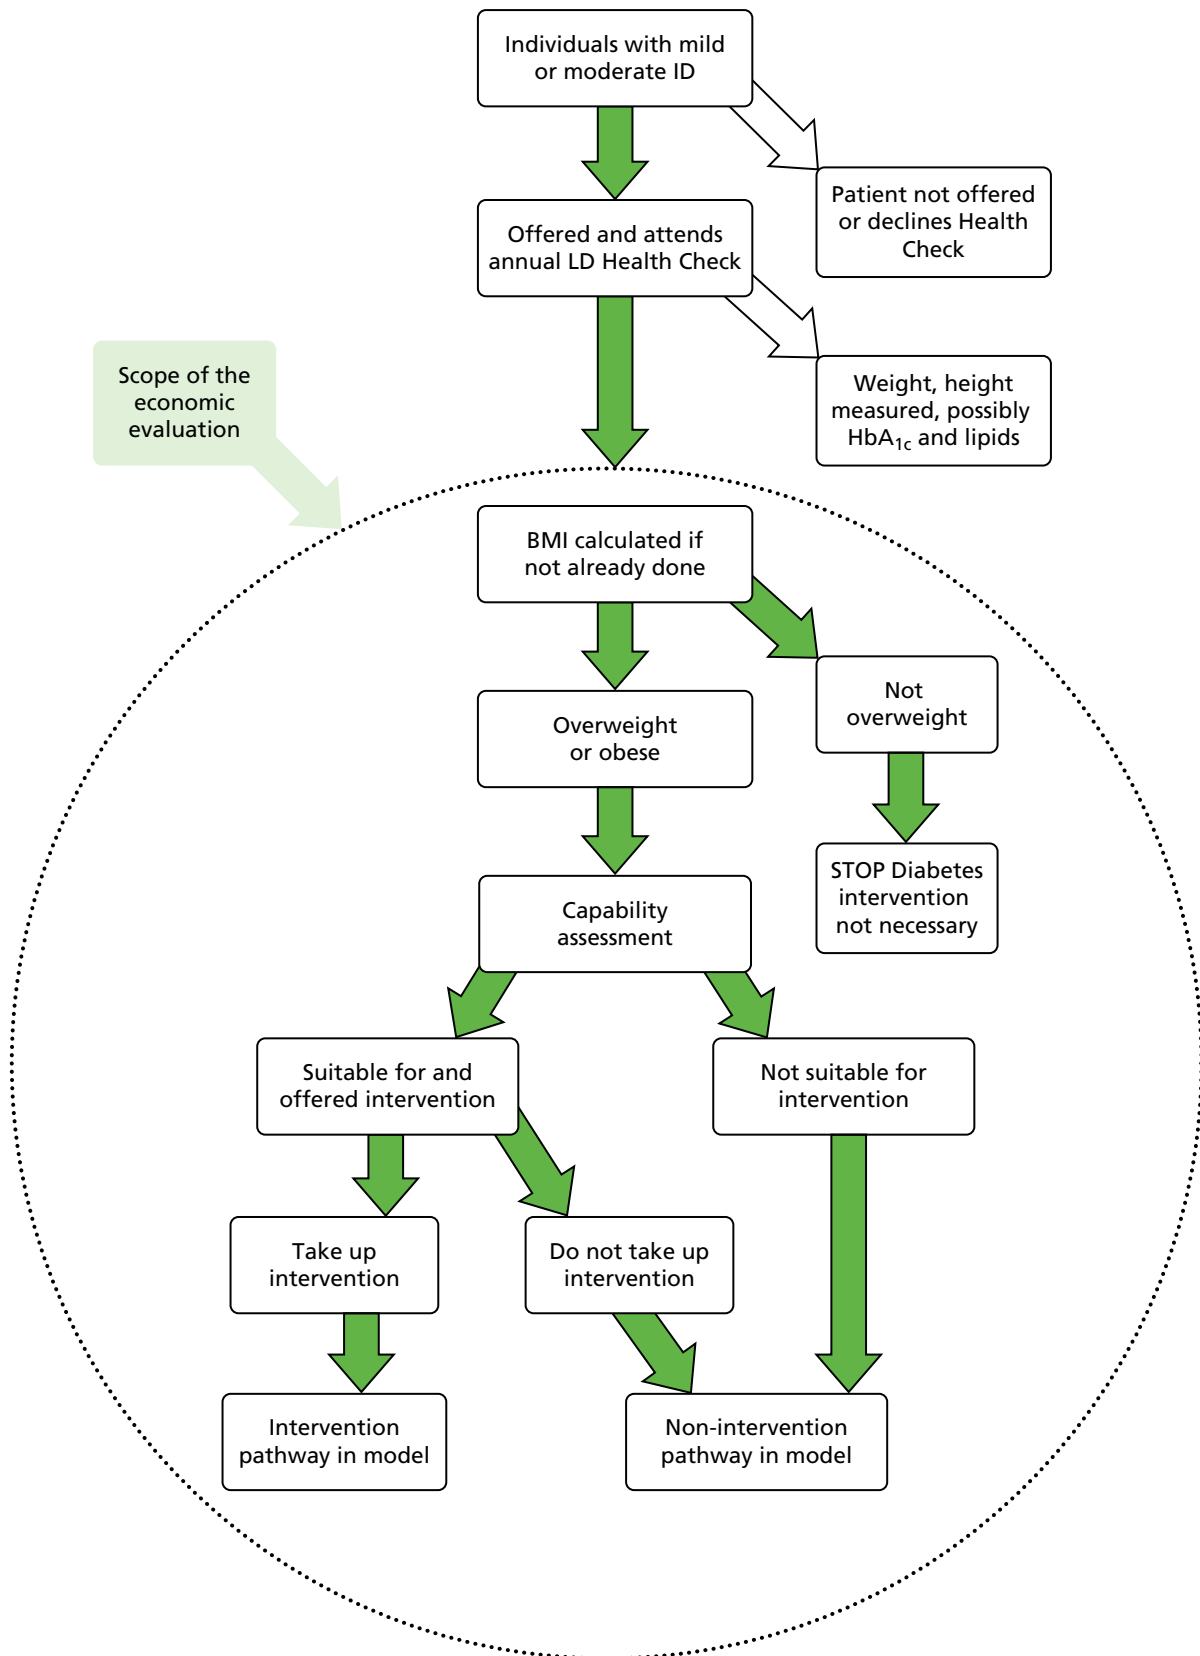 Individuals with mild
or moderate ID
Patient not offered
or declines Health
Check
Offered and attends
annual LD Health Check
Weight, height
measured, possibly
HbA1c and lipids
Scope of the
economic
evaluation
BMI calculated if
not already done
Not
overweight
Overweight
or obese
STOP Diabetes
intervention
not necessary
Capability
assessment
Suitable for and
offered intervention
Not suitable for
intervention
Take up
intervention
Do not take up
intervention
Intervention
pathway in model
Non-intervention
pathway in model